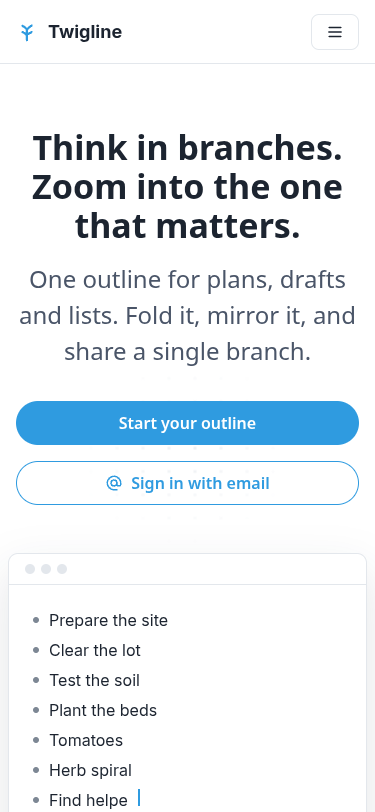 Twigline
Think in branches.
Zoom into the one
that matters.
One outline for plans, drafts
and lists. Fold it, mirror it, and
share a single branch.
Start your outline
Sign in with email
Prepare the site
Clear the lot
Test the soil
Plant the beds
Tomatoes
Herb spiral
Find helpe